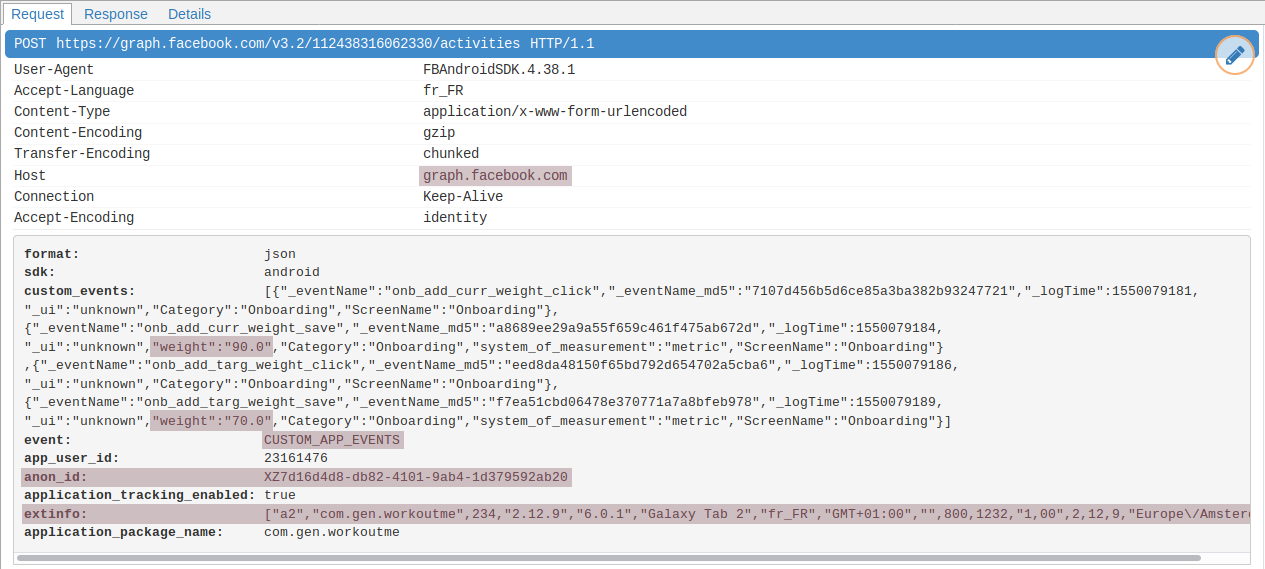 Request Response Details
POST https://graph.facebook.com/v3.2/112438316062330/activities HTTP/1.1
User-Agent FBAndroidSDK.4.38.1
Accept-Language fr_FR
Content-Type application/x-www-form-urlencoded
Content-Encoding gzip
Transfer-Encoding chunked
Host graph.facebook.com
Connection Keep-Alive
Accept-Encoding identity
format: json
sdk: android
custom_events: [{"_eventName":"onb_add_curr_weight_click","_eventName_md5":"7107d456b5d6ce85a3ba382b93247721","_logTime":1550079181,
"_ui":"unknown","Category":"Onboarding","ScreenName":"Onboarding"},
{"_eventName":"onb_add_curr_weight_save","_eventName_md5":"a8689ee29a9a55f659c461f475ab672d","_logTime":1550079184,
"_ui":"unknown","weight":"90.0","Category":"Onboarding","system_of_measurement":"metric","ScreenName":"Onboarding"}
,{"_eventName":"onb_add_targ_weight_click","_eventName_md5":"eed8da48150f65bd792d654702a5cba6","_logTime":1550079186,
"_ui":"unknown","Category":"Onboarding","ScreenName":"Onboarding"},
{"_eventName":"onb_add_targ_weight_save","_eventName_md5":"f7ea51cbd06478e370771a7a8bfeb978","_logTime":1550079189,
"_ui":"unknown","weight":"70.0","Category":"Onboarding","system_of_measurement":"metric","ScreenName":"Onboarding"}]
event: CUSTOM_APP_EVENTS
app_user_id: 23161476
anon_id: XZ7d16d4d8-db82-4101-9ab4-1d379592ab20
application_tracking_enabled: true
extinfo: ["a2","com.gen.workoutme",234,"2.12.9","6.0.1","Galaxy Tab 2","fr_FR","GMT+01:00","",800,1232,"1,00",2,12,9,"Europe\/Amster
application_package_name: com.gen.workoutme